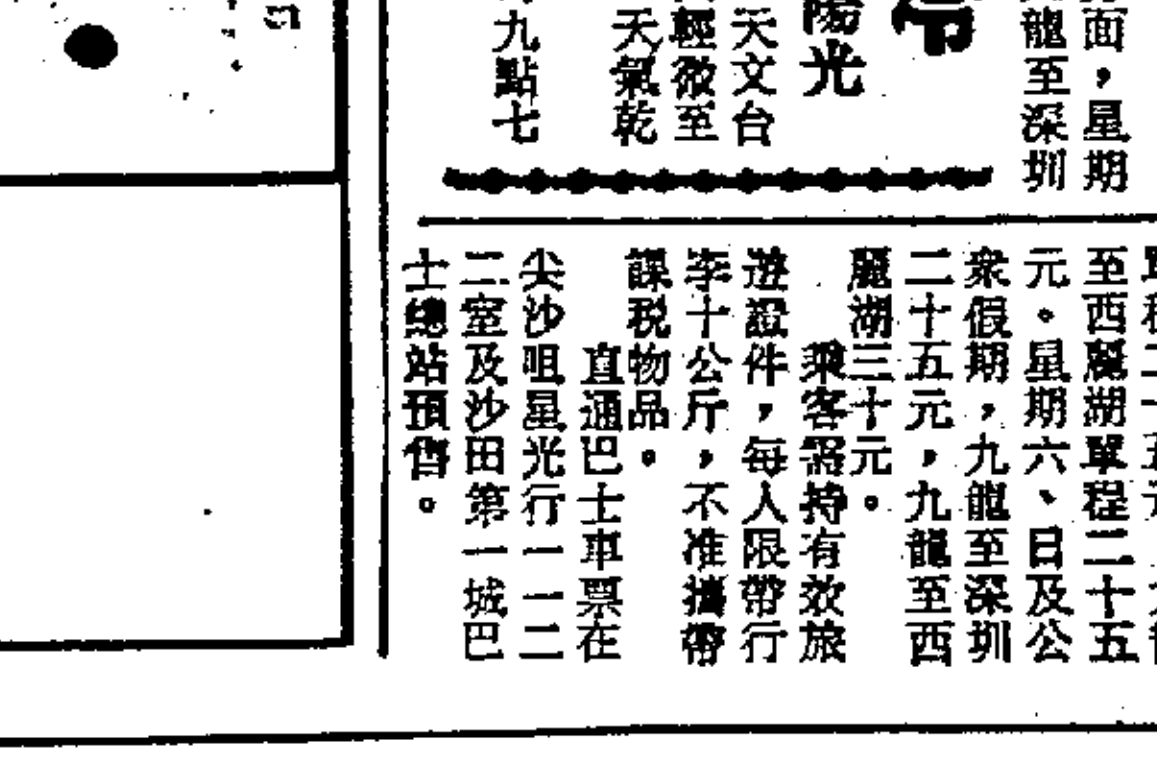 面，星期
龍至深圳
令
陽光
天文台
輕微至
天氣乾
九點七
至西麗湖單程二十五
元。星期六、日及公
衆假期，九龍至深圳
二十五元，九龍至西
麗湖三十元。
乘客需持有效旅
遊證件，每人限帶行
李十公斤，不准攜帶
課税物品。
直通巴士車票在
尖沙咀星光行一一二
二室及沙田第一城巴
士總站預售。